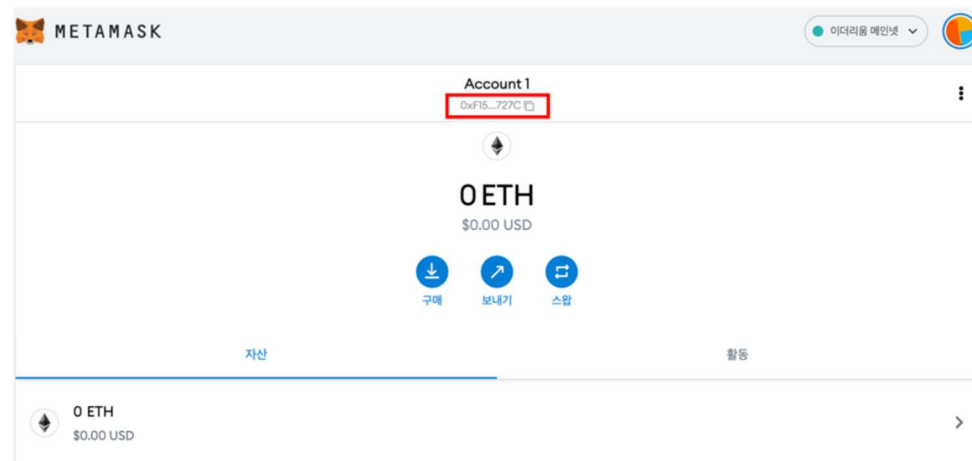 METAMASK
이더리움 메인넷
Account 1
0xF15...727C
0 ETH
$0.00 USD
구매
보내기
스왑
자산
활동
0 ETH
$0.00 USD